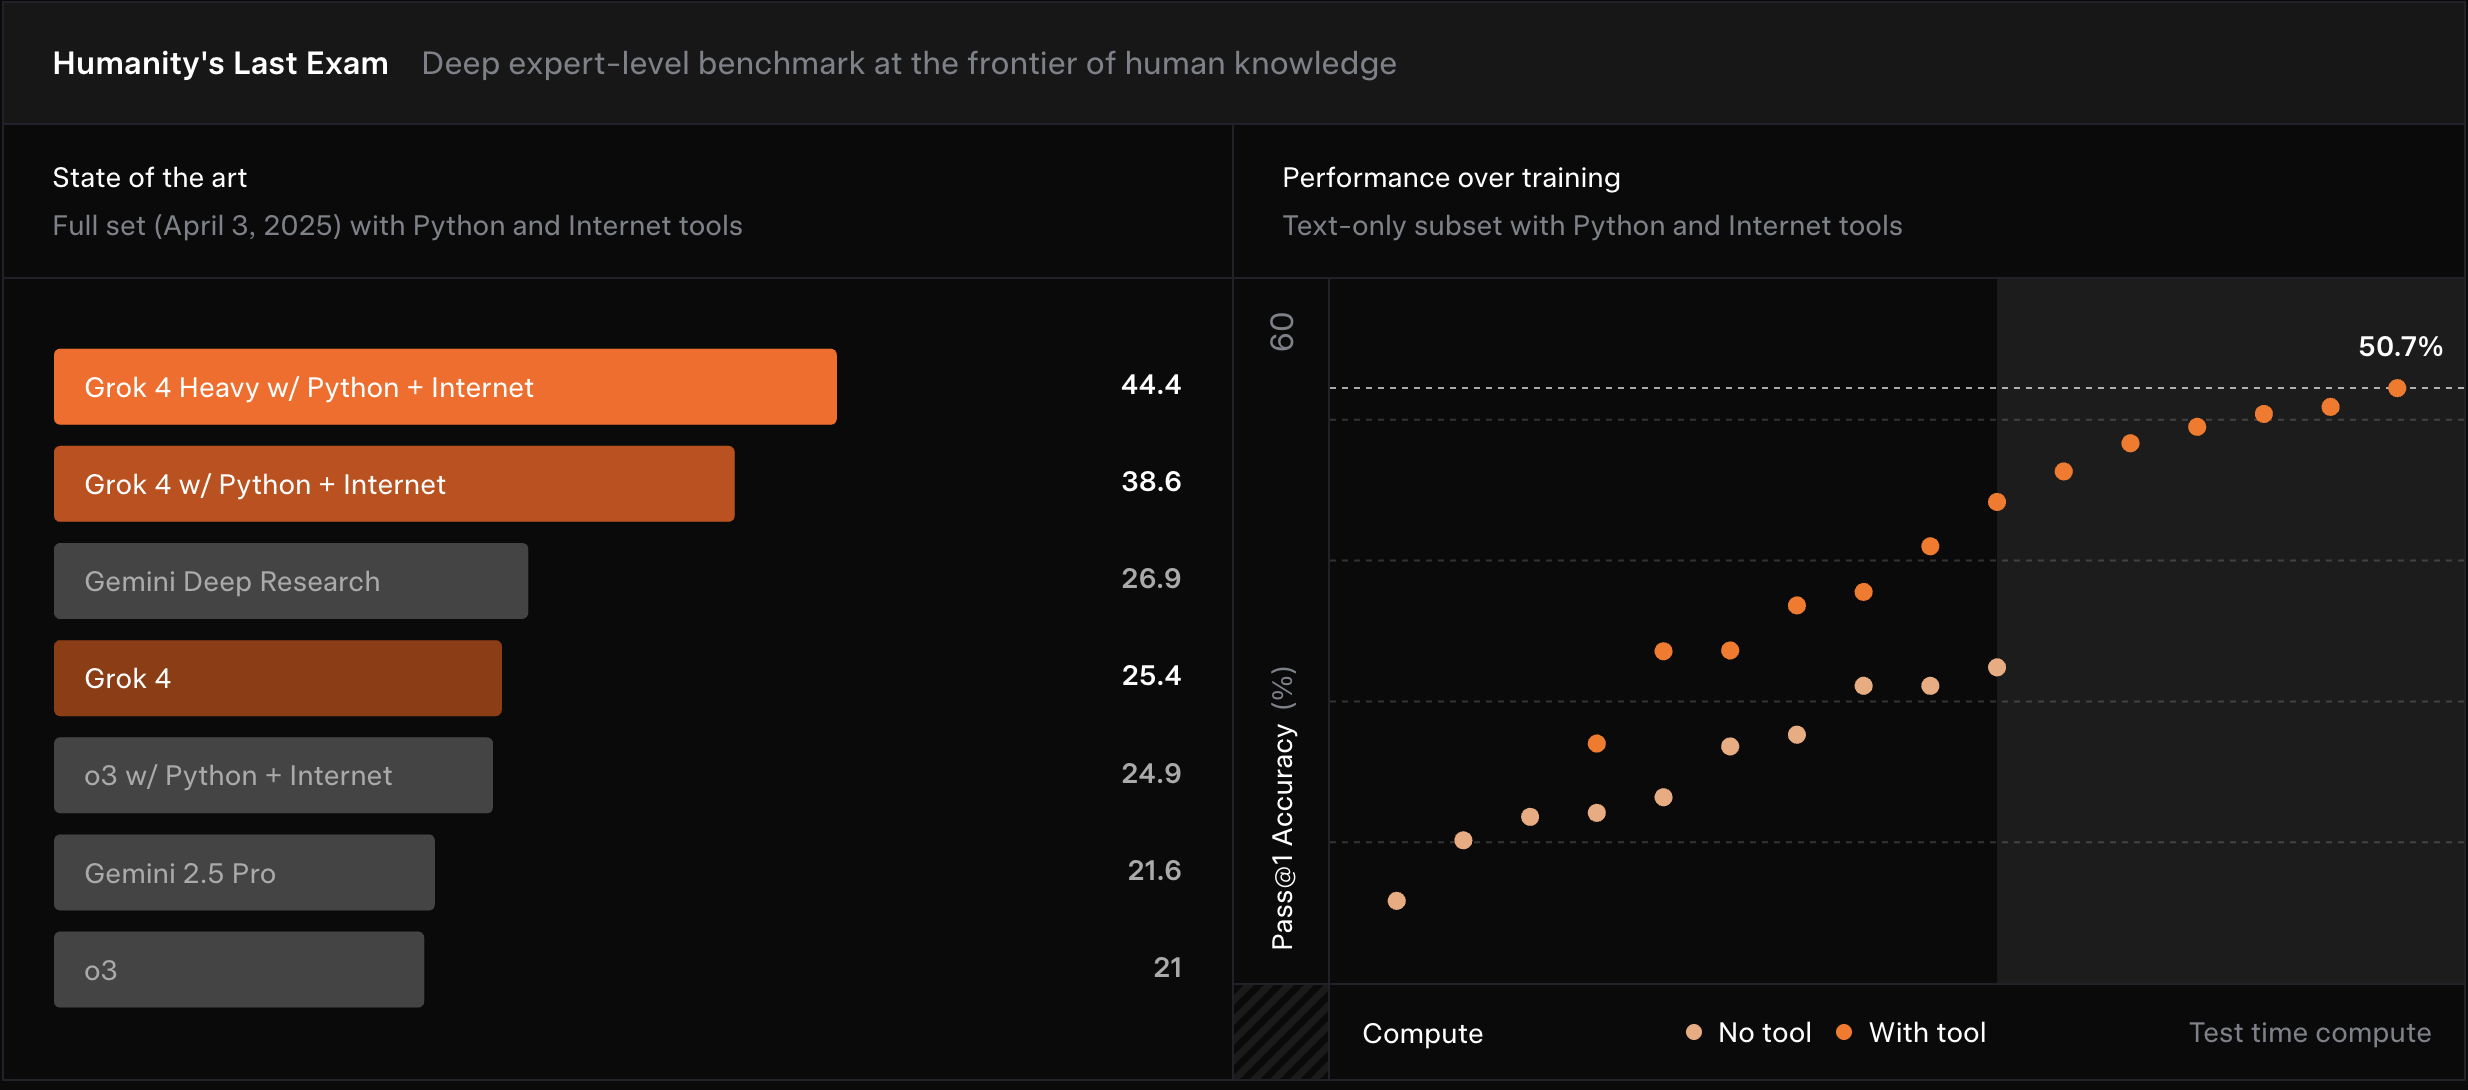 Humanity's Last Exam Deep expert-level benchmark at the frontier of human knowledge
State of the art
Full set (April 3, 2025) with Python and Internet tools
Grok 4 Heavy w/ Python + Internet 44.4
Grok 4 w/ Python + Internet 38.6
Gemini Deep Research 26.9
Grok 4 25.4
o3 w/ Python + Internet 24.9
Gemini 2.5 Pro 21.6
o3 21
Performance over training
Text-only subset with Python and Internet tools
60
Pass@1 Accuracy (%)
50.7%
Compute
No tool
With tool
Test time compute